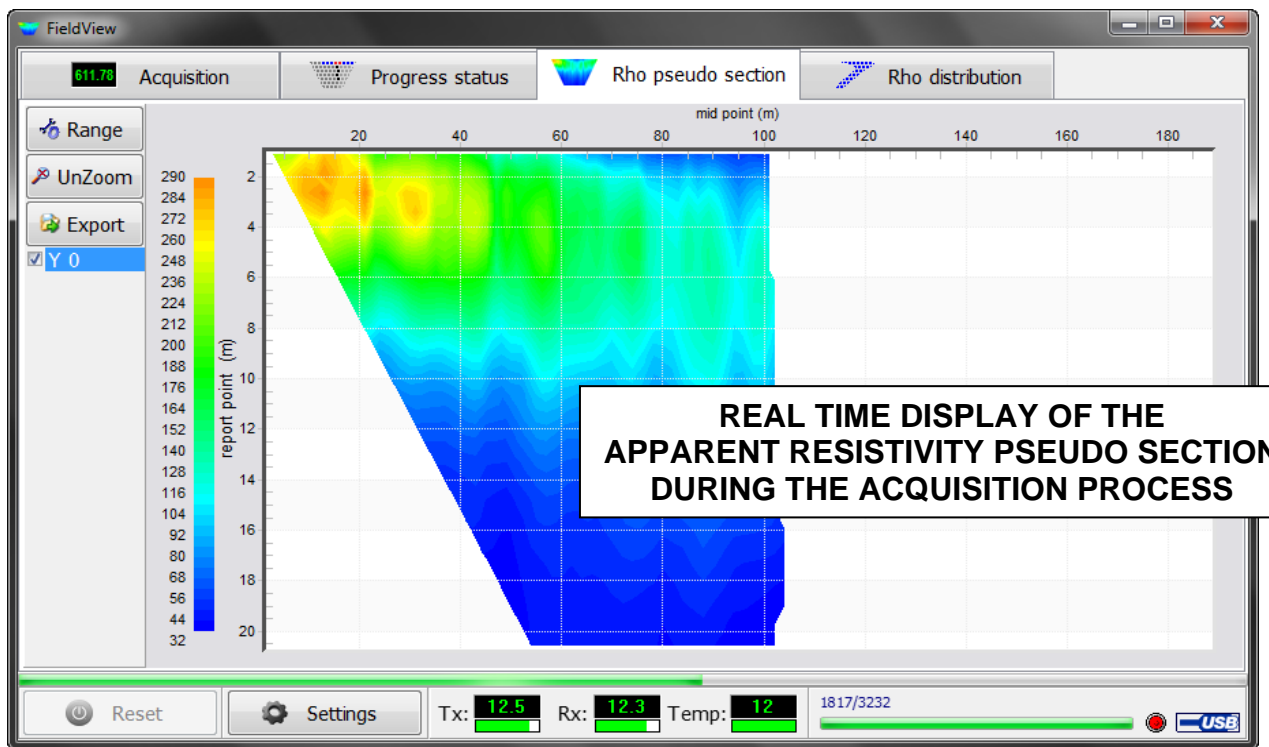 FieldView
611.78 Acquisition
Progress status
Rho pseudo section
Rho distribution
Range
UnZoom
Export
Y 0
mid point (m)
20 40 60 80 100 120 140 160 180
290
284
272
260
248
236
224
212
200
188
176
164
152
140
128
116
104
92
80
68
56
44
32
report point (m)
2
4
6
8
10
12
14
16
18
20
REAL TIME DISPLAY OF THE
APPARENT RESISTIVITY PSEUDO SECTION
DURING THE ACQUISITION PROCESS
Reset
Settings
Tx: 12.5 Rx: 12.3 Temp: 12
1817/3232
USB